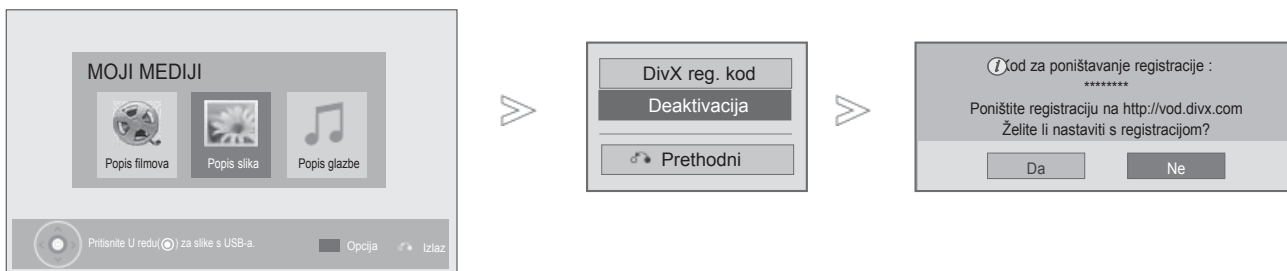 MOJI MEDIJI
Popis filmova
Popis slika
Popis glazbe
Pritisnite U redu(◉) za slike s USB-a.
Opcija
Izlaz
DivX reg. kod
Deaktivacija
Prethodni
Kod za poništavanje registracije :
********
Poništite registraciju na http://vod.divx.com
Želite li nastaviti s registracijom?
Da
Ne